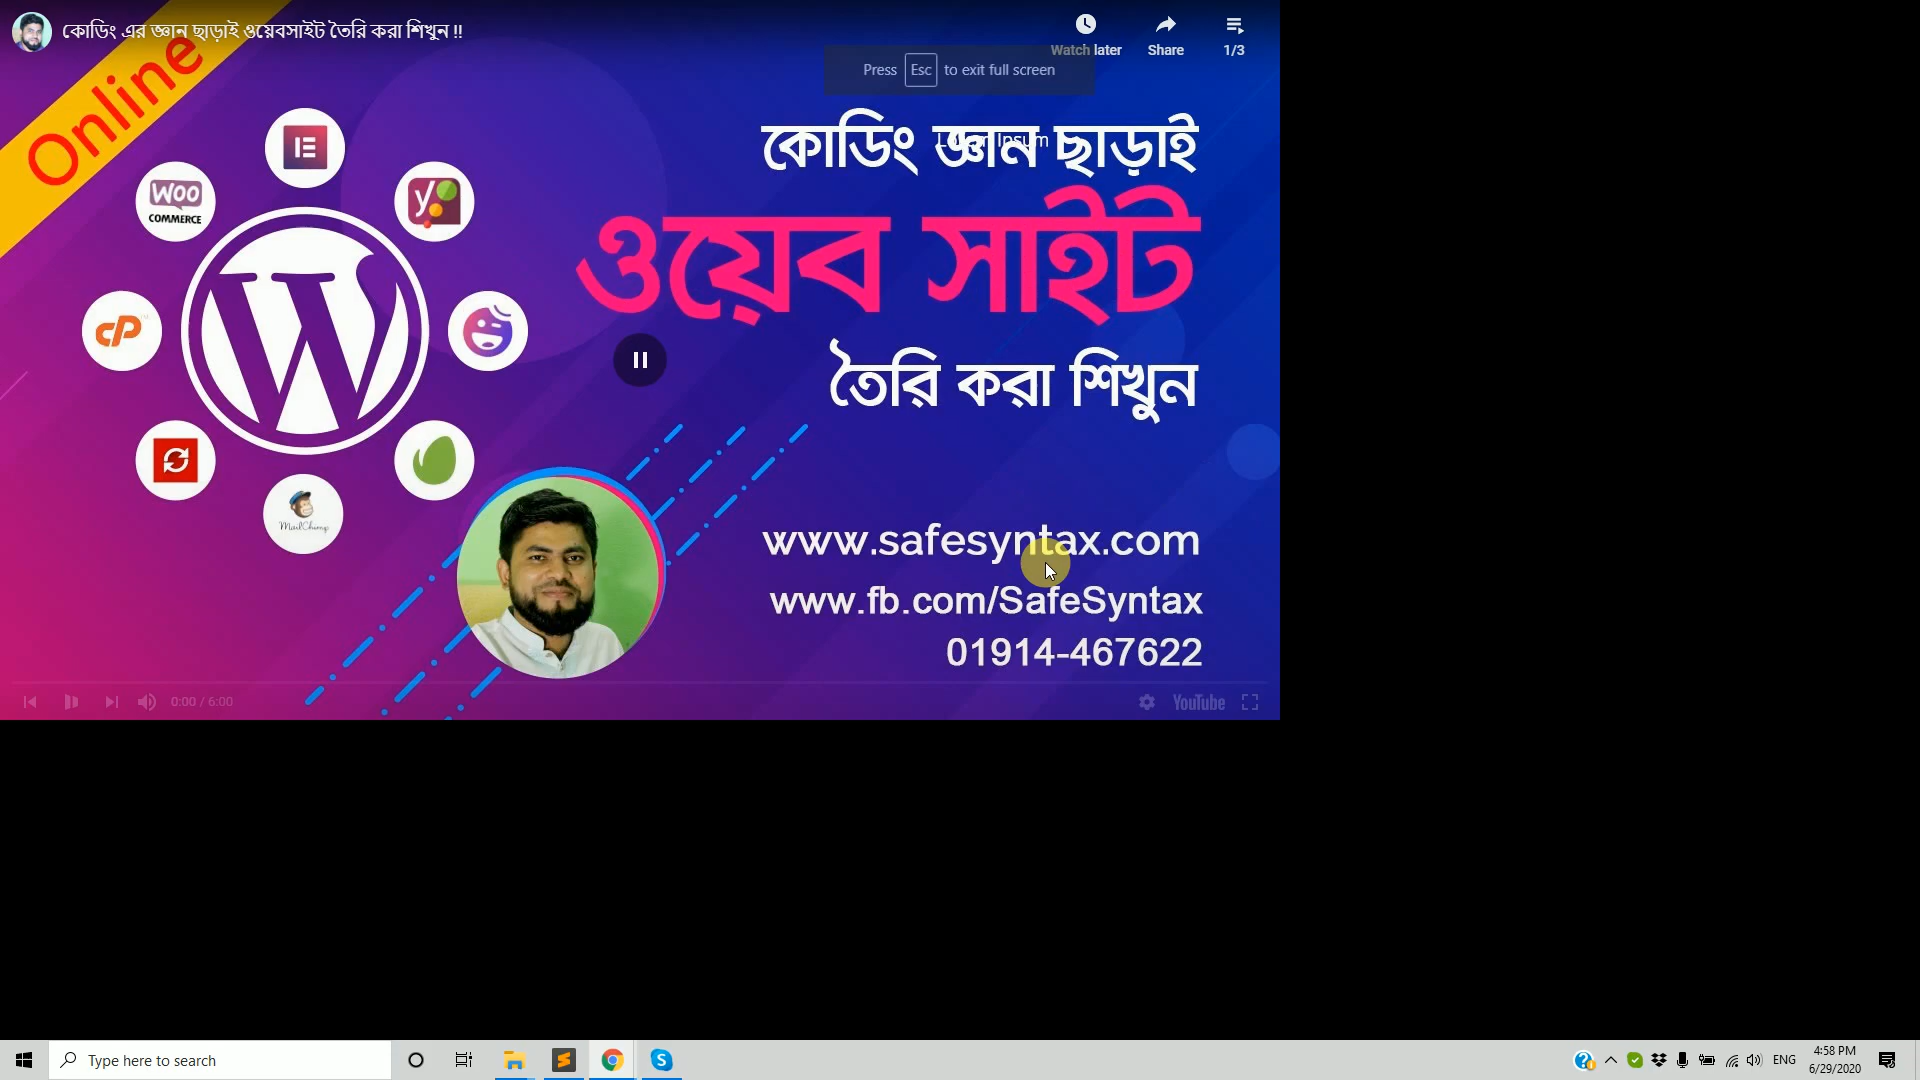 কোডিং এর জ্ঞান ছাড়াই ওয়েবসাইট তৈরি করা শিখুন !!
Watch later
Share
1/3
Press Esc to exit full screen
Online
কোডিং জ্ঞান ছাড়াই
ওয়েব সাইট
তৈরি করা শিখুন
WOO
COMMERCE
cP
MailChimp
www.safesyntax.com
www.fb.com/SafeSyntax
01914-467622
0:00 / 6:00
YouTube
Type here to search
ENG
4:58 PM
6/29/2020